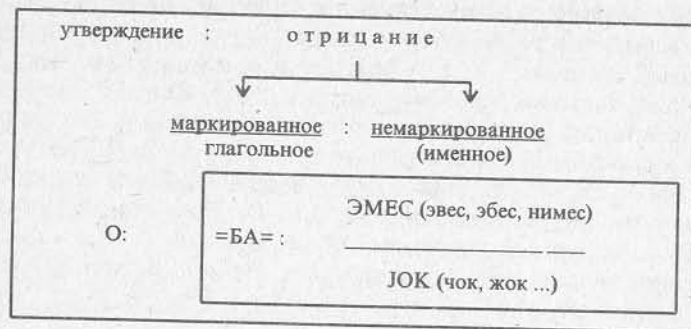 утверждение : отрицание
маркированное : немаркированное
глагольное (именное)
ЭМЕС (эвес, эбес, нимес)
О: =БА= :
JOK (чок, жок ...)